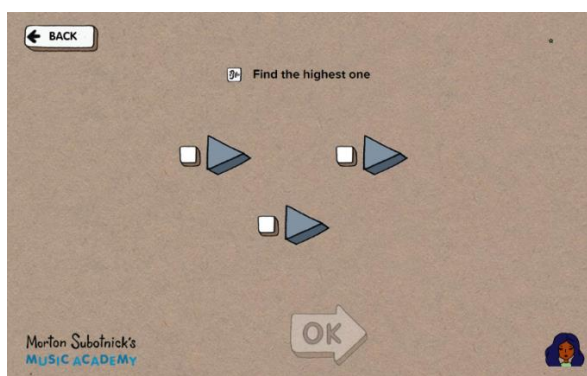 BACK
Find the highest one
OK
Morton Subotnick's
MUSIC ACADEMY